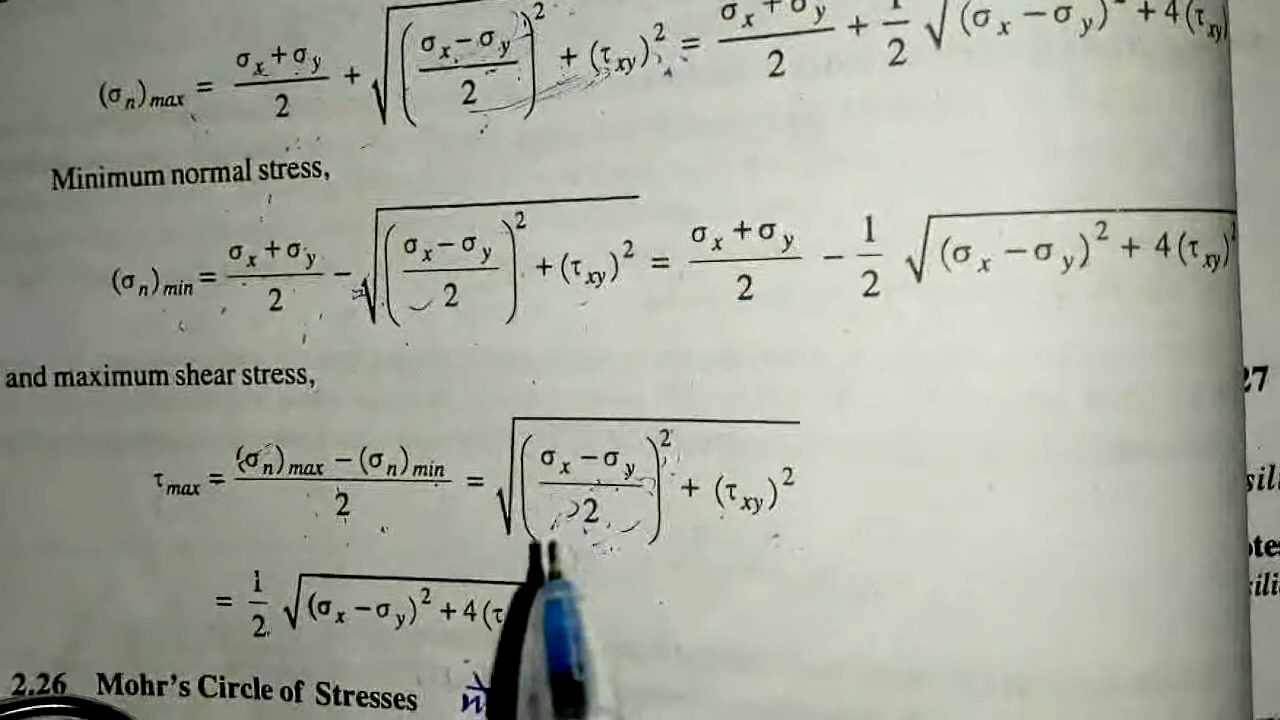 (σₙ)max = (σx + σy)/2 + √(((σx − σy)/2)² + (τxy)²) = (σx + σy)/2 + 1/2 √((σx − σy)² + 4(τxy)
Minimum normal stress,
(σₙ)min = (σx + σy)/2 − √(((σx − σy)/2)² + (τxy)²) = (σx + σy)/2 − 1/2 √((σx − σy)² + 4(τxy)²
and maximum shear stress,
27
τmax = ((σₙ)max − (σₙ)min)/2 = √(((σx − σy)/2)² + (τxy)²)
= 1/2 √((σx − σy)² + 4(τ
2.26 Mohr's Circle of Stresses